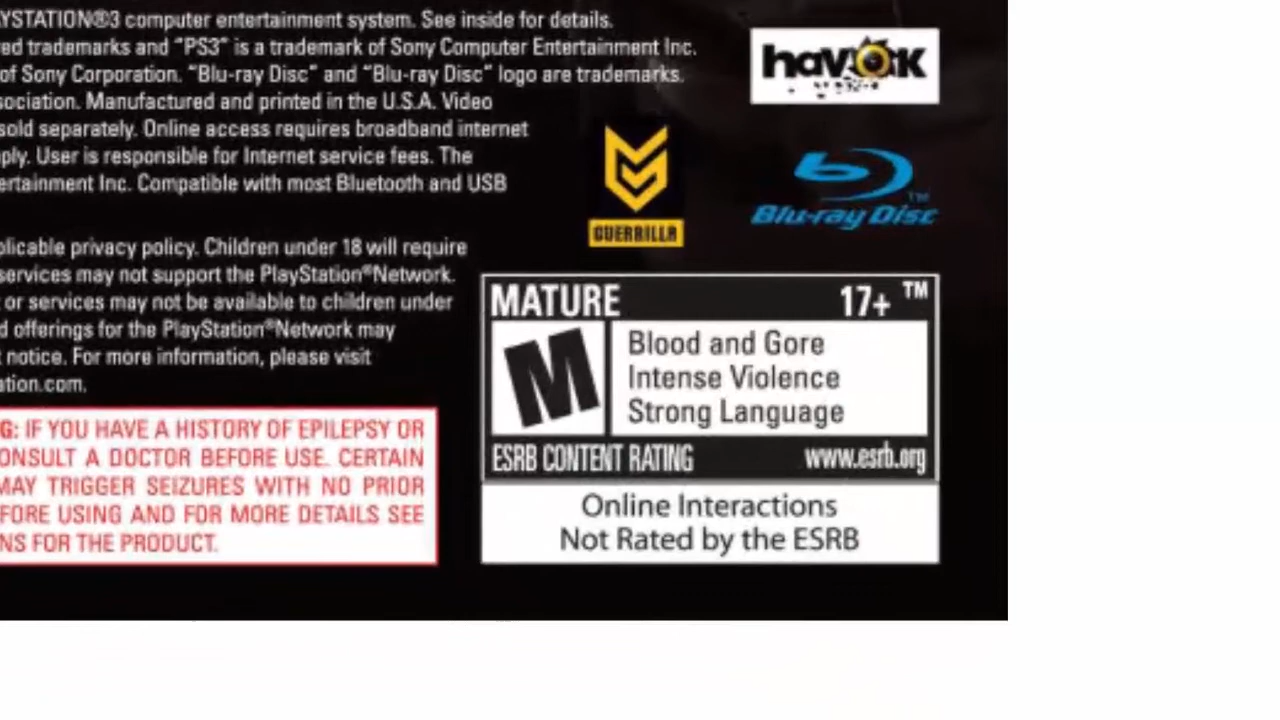 YSTATION®3 computer entertainment system. See inside for details.
ed trademarks and “PS3” is a trademark of Sony Computer Entertainment Inc.
of Sony Corporation. “Blu-ray Disc” and “Blu-ray Disc” logo are trademarks.
sociation. Manufactured and printed in the U.S.A. Video
sold separately. Online access requires broadband internet
ply. User is responsible for Internet service fees. The
ertainment Inc. Compatible with most Bluetooth and USB
plicable privacy policy. Children under 18 will require
services may not support the PlayStation®Network.
or services may not be available to children under
d offerings for the PlayStation®Network may
t notice. For more information, please visit
ation.com.
G: IF YOU HAVE A HISTORY OF EPILEPSY OR
ONSULT A DOCTOR BEFORE USE. CERTAIN
MAY TRIGGER SEIZURES WITH NO PRIOR
FORE USING AND FOR MORE DETAILS SEE
NS FOR THE PRODUCT.
havok
GUERRILLA
Blu-ray Disc™
MATURE 17+ ™
M
Blood and Gore
Intense Violence
Strong Language
ESRB CONTENT RATING www.esrb.org
Online Interactions
Not Rated by the ESRB